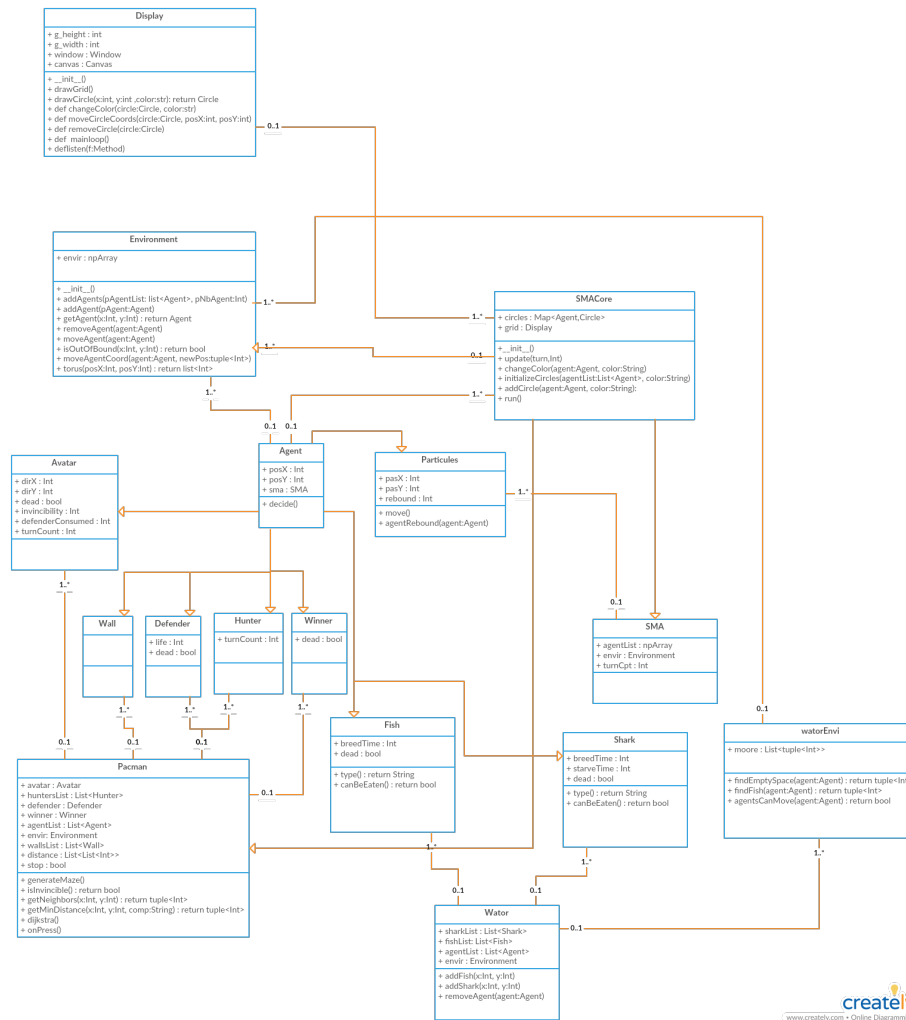 Display
+ g_height : int
+ g_width : int
+ window : Window
+ canvas : Canvas
+ __init__()
+ drawGrid()
+ drawCircle(x:int, y:int ,color:str): return Circle
+ def changeColor(circle:Circle, color:str)
+ def moveCircleCoords(circle:Circle, posX:int, posY:int)
+ def removeCircle(circle:Circle)
+ def mainloop()
+ deflisten(f:Method)
0..1
Environment
+ envir : npArray
+ __init__()
+ addAgents(pAgentList: list<Agent>, pNbAgent:Int)
+ addAgent(pAgent:Agent)
+ getAgent(x:Int, y:Int) : return Agent
+ removeAgent(agent:Agent)
+ moveAgent(agent:Agent)
+ isOutOfBound(x:Int, y:Int) : return bool
+ moveAgentCoord(agent:Agent, newPos:tuple<Int>)
+ torus(posX:Int, posY:Int) : return list<Int>
1..*
1..*
1..*
SMACore
+ circles : Map<Agent,Circle>
+ grid : Display
+__init__()
+ update(turn,Int)
+ changeColor(agent:Agent, color:String)
+ initializeCircles(agentList:List<Agent>, color:String)
+ addCircle(agent:Agent, color:String):
+ run()
1..*
0..1
1..*
0..1
0..1
Agent
+ posX : Int
+ posY : Int
+ sma : SMA
+ decide()
Particules
+ pasX : Int
+ pasY : Int
+ rebound : Int
+ move()
+ agentRebound(agent:Agent)
1..*
0..1
Avatar
+ dirX : Int
+ dirY : Int
+ dead : bool
+ invincibility : Int
+ defenderConsumed : Int
+ turnCount : Int
1..*
0..1
Wall
Defender
+ life : Int
+ dead : bool
Hunter
+ turnCount : Int
Winner
+ dead : bool
1..*
1..*
1..*
1..*
0..1
0..1
0..1
SMA
+ agentList : npArray
+ envir : Environment
+ turnCpt : Int
Fish
+ breedTime : Int
+ dead : bool
+ type() : return String
+ canBeEaten() : return bool
1..*
0..1
Shark
+ breedTime : Int
+ starveTime : Int
+ dead : bool
+ type() : return String
+ canBeEaten() : return bool
1..*
0..1
0..1
watorEnvi
+ moore : List<tuple<Int>>
+ findEmptySpace(agent:Agent) : return tuple<Int
+ findFish(agent:Agent) : return tuple<Int>
+ agentsCanMove(agent:Agent) : return bool
1..*
0..1
Pacman
+ avatar : Avatar
+ huntersList : List<Hunter>
+ defender : Defender
+ winner : Winner
+ agentList : List<Agent>
+ envir: Environment
+ wallsList : List<Wall>
+ distance : List<List<Int>>
+ stop : bool
+ generateMaze()
+ isInvincible() : return bool
+ getNeighbors(x:Int, y:Int) : return tuple<Int>
+ getMinDistance(x:Int, y:Int, comp:String) : return tuple<Int>
+ dijkstra()
+ onPress()
Wator
+ sharkList : List<Shark>
+ fishList: List<Fish>
+ agentList : List<Agent>
+ envir : Environment
+ addFish(x:Int, y:Int)
+ addShark(x:Int, y:Int)
+ removeAgent(agent:Agent)
creately
www.creately.com • Online Diagramm